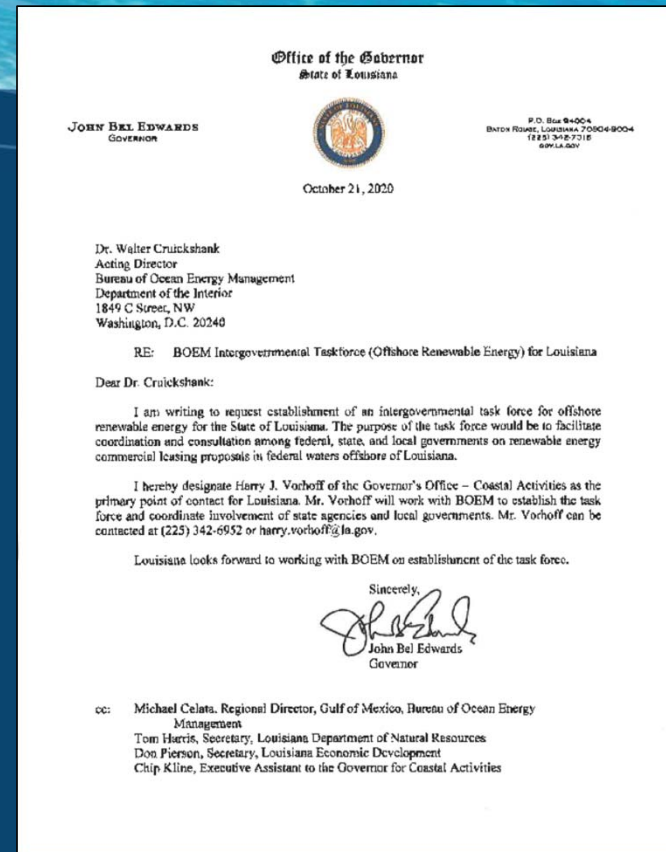 Office of the Governor
State of Louisiana
JOHN BEL EDWARDS
GOVERNOR
P.O. BOX 94004
BATON ROUGE, LOUISIANA 70804-9004
(225) 342-7015
GOV.LA.GOV
October 21, 2020
Dr. Walter Cruickshank
Acting Director
Bureau of Ocean Energy Management
Department of the Interior
1849 C Street, NW
Washington, D.C. 20240
RE: BOEM Intergovernmental Taskforce (Offshore Renewable Energy) for Louisiana
Dear Dr. Cruickshank:
I am writing to request establishment of an intergovernmental task force for offshore
renewable energy for the State of Louisiana. The purpose of the task force would be to facilitate
coordination and consultation among federal, state, and local governments on renewable energy
commercial leasing proposals in federal waters offshore of Louisiana.
I hereby designate Harry J. Vorhoff of the Governor's Office – Coastal Activities as the
primary point of contact for Louisiana. Mr. Vorhoff will work with BOEM to establish the task
force and coordinate involvement of state agencies and local governments. Mr. Vorhoff can be
contacted at (225) 342-6952 or harry.vorhoff@la.gov.
Louisiana looks forward to working with BOEM on establishment of the task force.
Sincerely,
John Bel Edwards
Governor
cc: Michael Celata, Regional Director, Gulf of Mexico, Bureau of Ocean Energy
Management
Tom Harris, Secretary, Louisiana Department of Natural Resources
Don Pierson, Secretary, Louisiana Economic Development
Chip Kline, Executive Assistant to the Governor for Coastal Activities